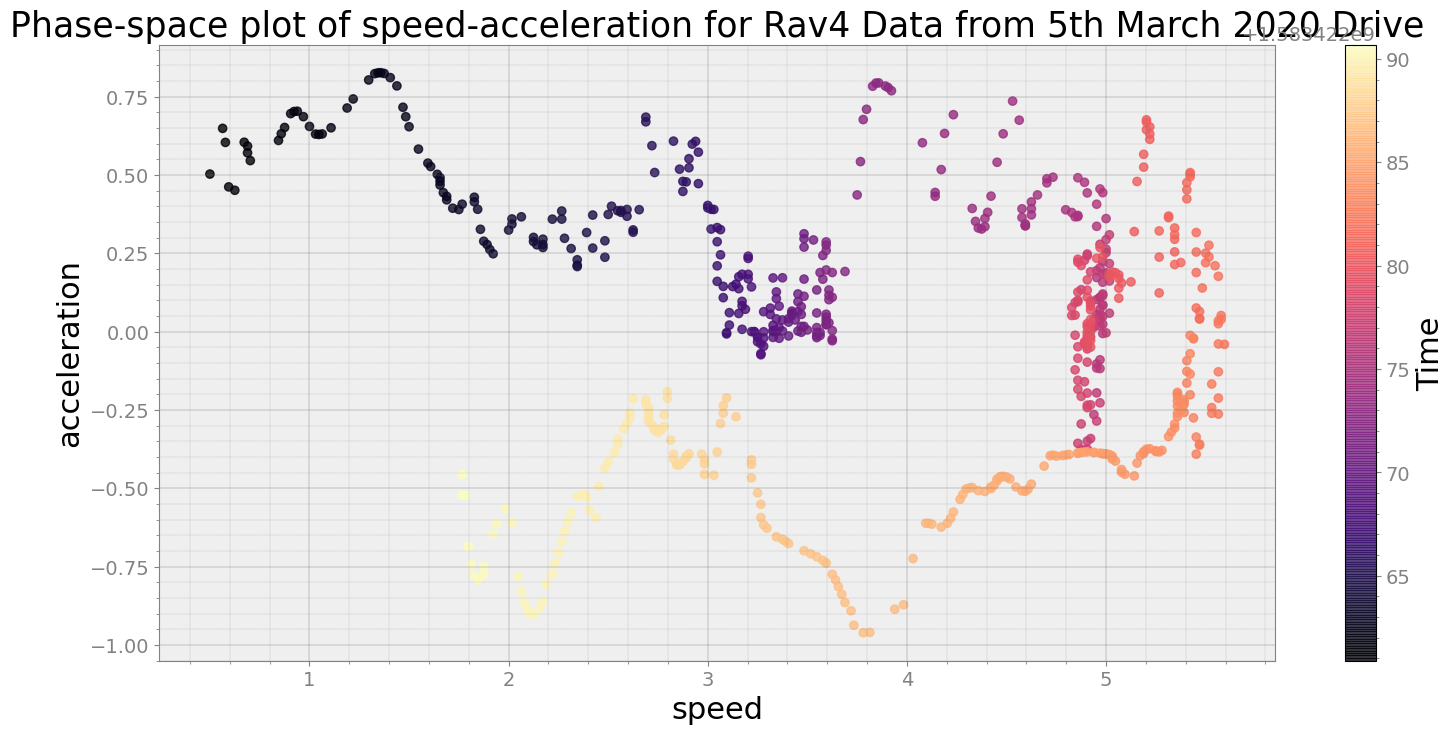 Phase-space plot of speed-acceleration for Rav4 Data from 5th March 2020 Drive
+1.583422e9
0.75
0.50
0.25
0.00
−0.25
−0.50
−0.75
−1.00
acceleration
1 2 3 4 5
speed
90
85
80
75
70
65
Time